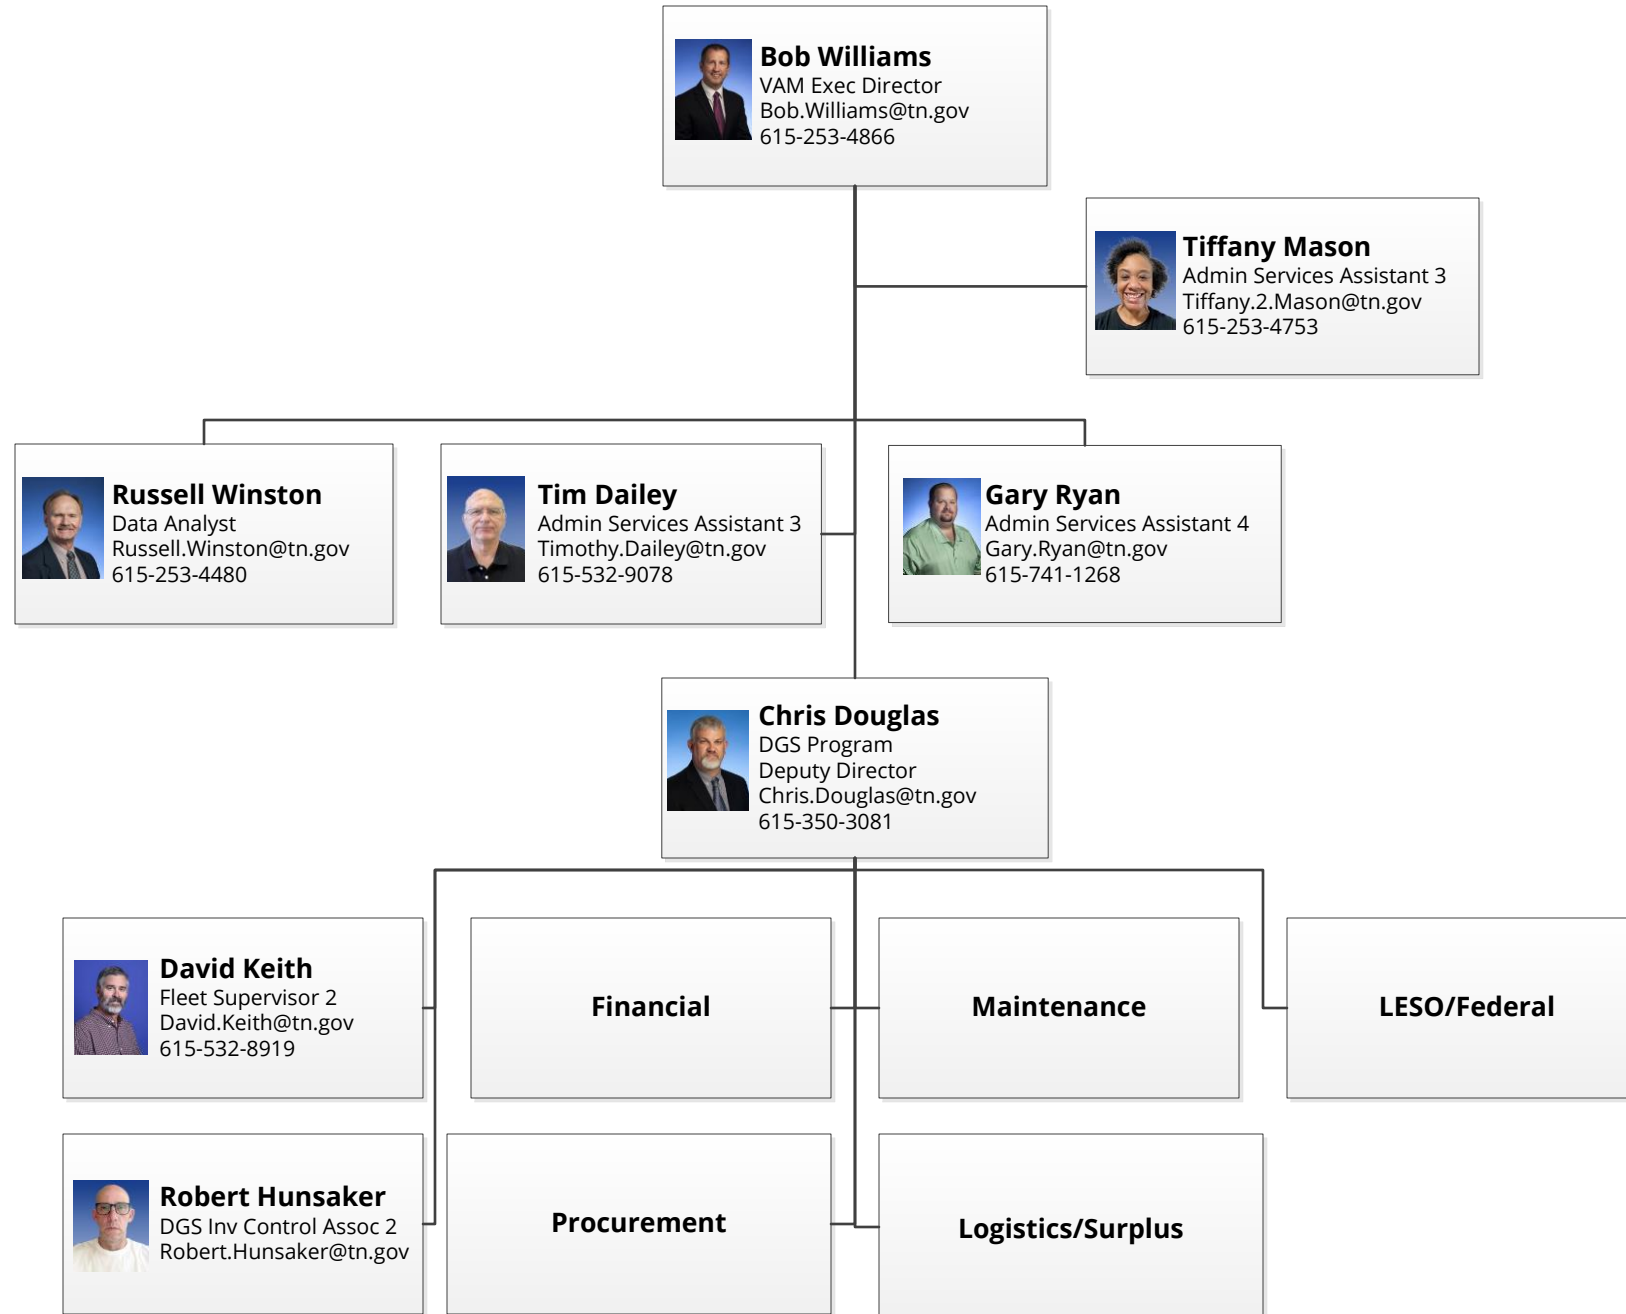 Bob Williams
VAM Exec Director
Bob.Williams@tn.gov
615-253-4866
Tiffany Mason
Admin Services Assistant 3
Tiffany.2.Mason@tn.gov
615-253-4753
Russell Winston
Data Analyst
Russell.Winston@tn.gov
615-253-4480
Tim Dailey
Admin Services Assistant 3
Timothy.Dailey@tn.gov
615-532-9078
Gary Ryan
Admin Services Assistant 4
Gary.Ryan@tn.gov
615-741-1268
Chris Douglas
DGS Program
Deputy Director
Chris.Douglas@tn.gov
615-350-3081
David Keith
Fleet Supervisor 2
David.Keith@tn.gov
615-532-8919
Financial
Maintenance
LESO/Federal
Robert Hunsaker
DGS Inv Control Assoc 2
Robert.Hunsaker@tn.gov
Procurement
Logistics/Surplus